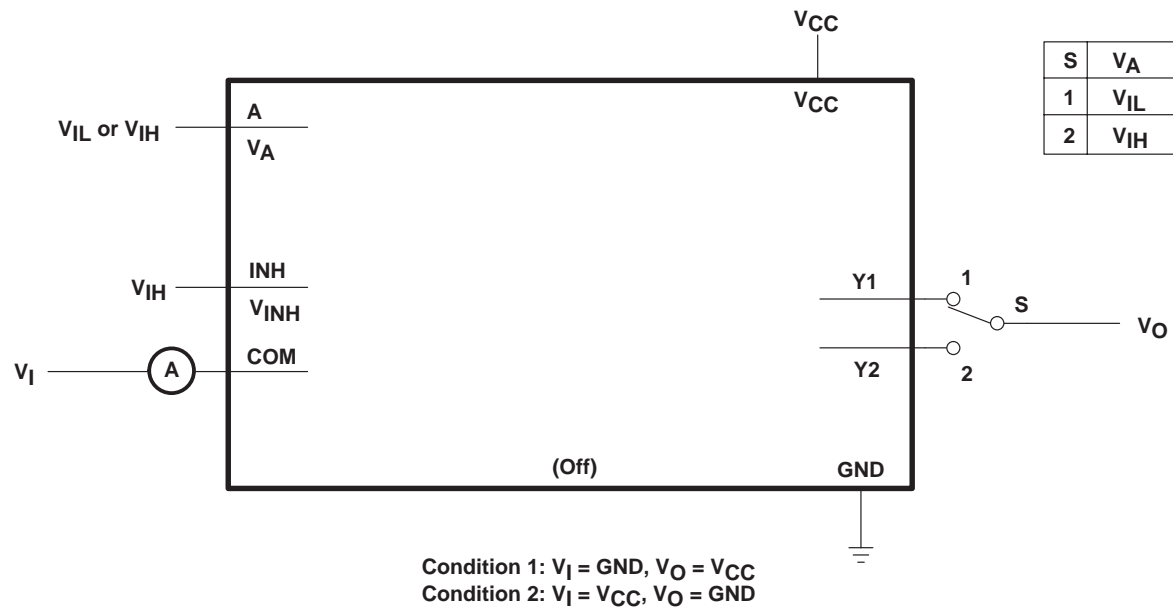 VCC
S VA
1 VIL
2 VIH
VCC
A
VIL or VIH
VA
INH
VIH
VINH
Y1
1
S
VO
COM
VI
A
Y2
2
(Off)
GND
Condition 1: VI = GND, VO = VCC
Condition 2: VI = VCC, VO = GND